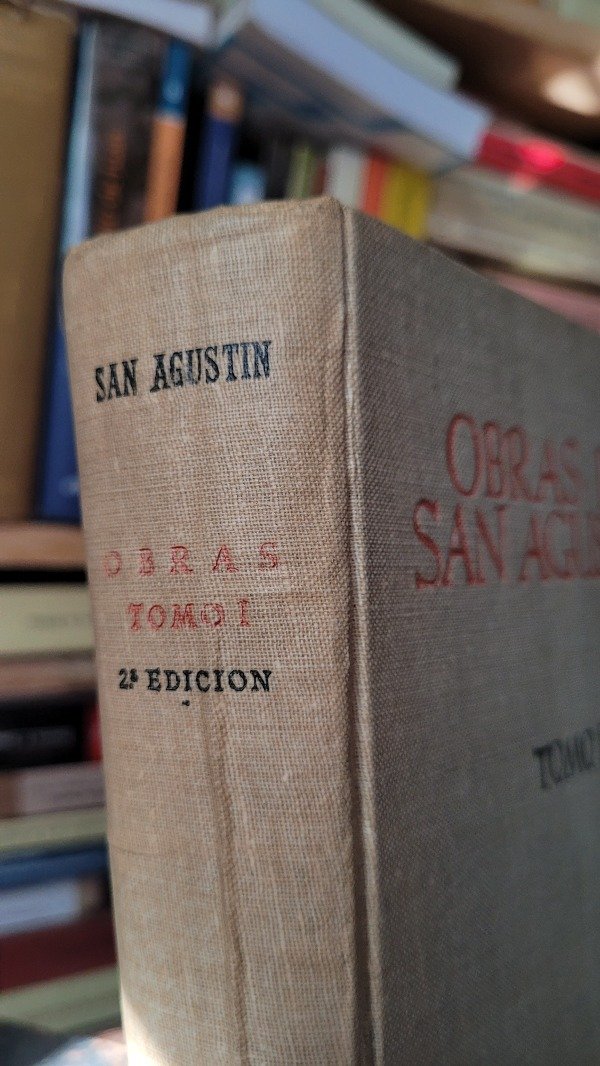 SAN AGUSTIN
OBRAS
TOMO I
2ª EDICION
OBRAS
SAN
TOMO